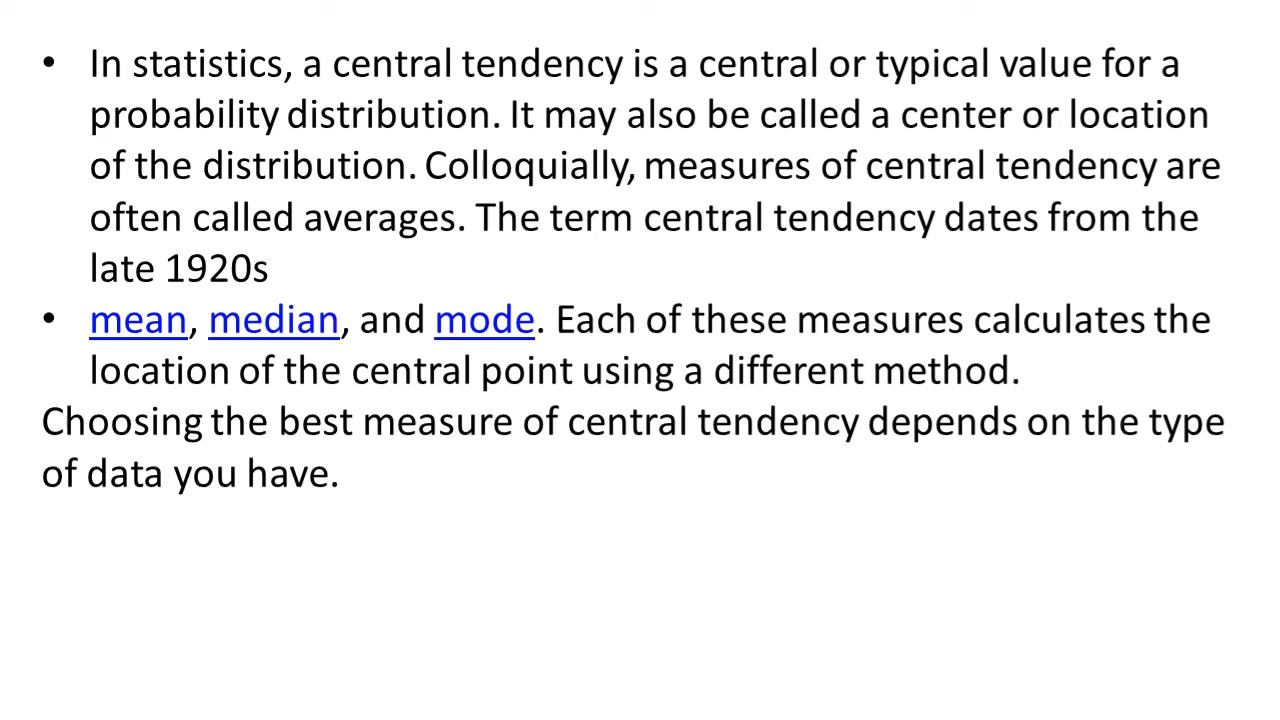 • In statistics, a central tendency is a central or typical value for a
probability distribution. It may also be called a center or location
of the distribution. Colloquially, measures of central tendency are
often called averages. The term central tendency dates from the
late 1920s
• mean, median, and mode. Each of these measures calculates the
location of the central point using a different method.
Choosing the best measure of central tendency depends on the type
of data you have.